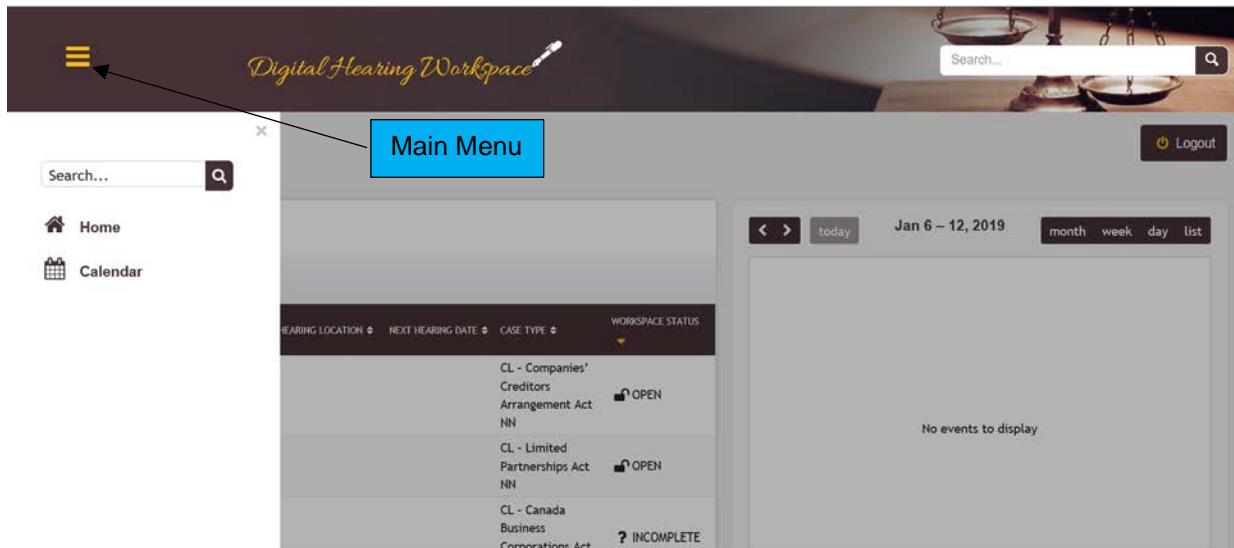 Digital Hearing Workspace
Search...
Main Menu
×
Logout
Search...
Home
Calendar
today
Jan 6 – 12, 2019
month week day list
HEARING LOCATION NEXT HEARING DATE CASE TYPE WORKSPACE STATUS
CL - Companies'
Creditors
Arrangement Act
NN
OPEN
CL - Limited
Partnerships Act
NN
OPEN
CL - Canada
Business
Corporations Act
? INCOMPLETE
No events to display